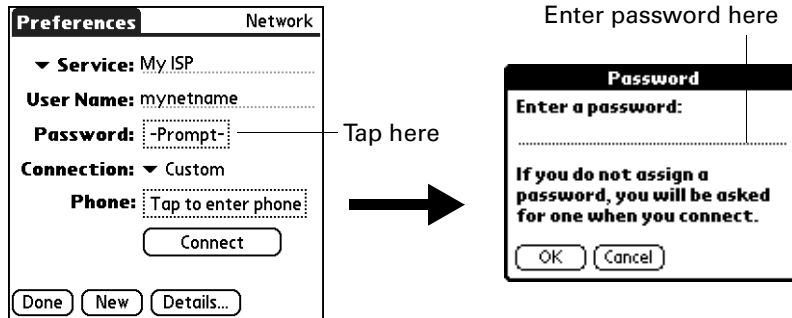 Preferences Network
Service: My ISP
User Name: mynetname
Password: -Prompt-
Connection: Custom
Phone: Tap to enter phone
Connect
Done New Details...
Tap here
Enter password here
Password
Enter a password:
If you do not assign a
password, you will be asked
for one when you connect.
OK Cancel